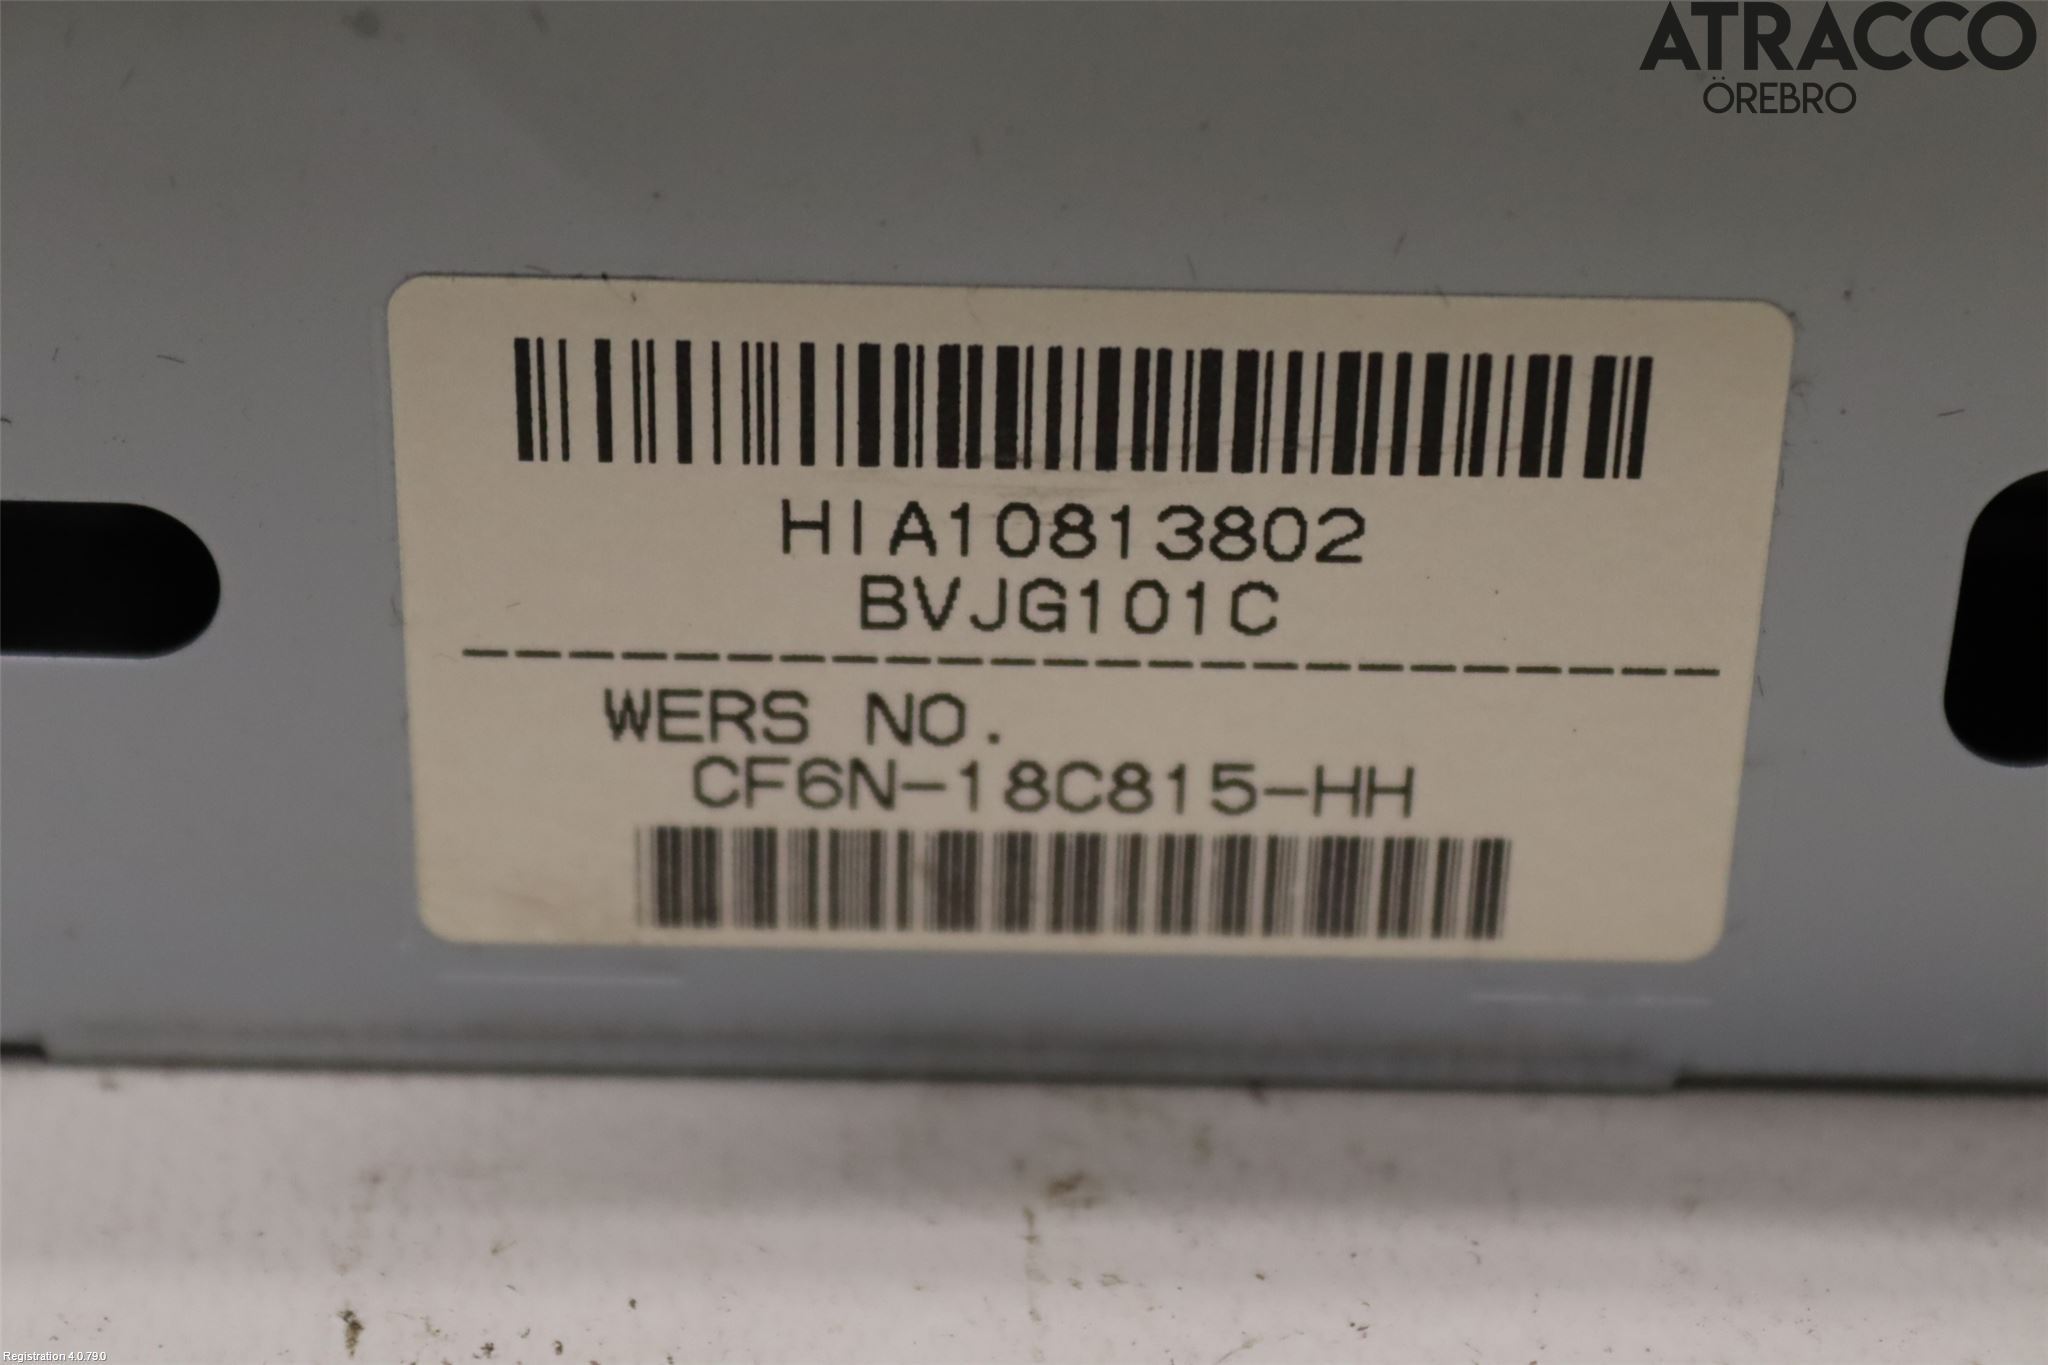 ATRACCO
ÖREBRO
HIA10813802
BVJG101C
WERS NO.
CF6N-18C815-HH
Registration 4.0.79.0